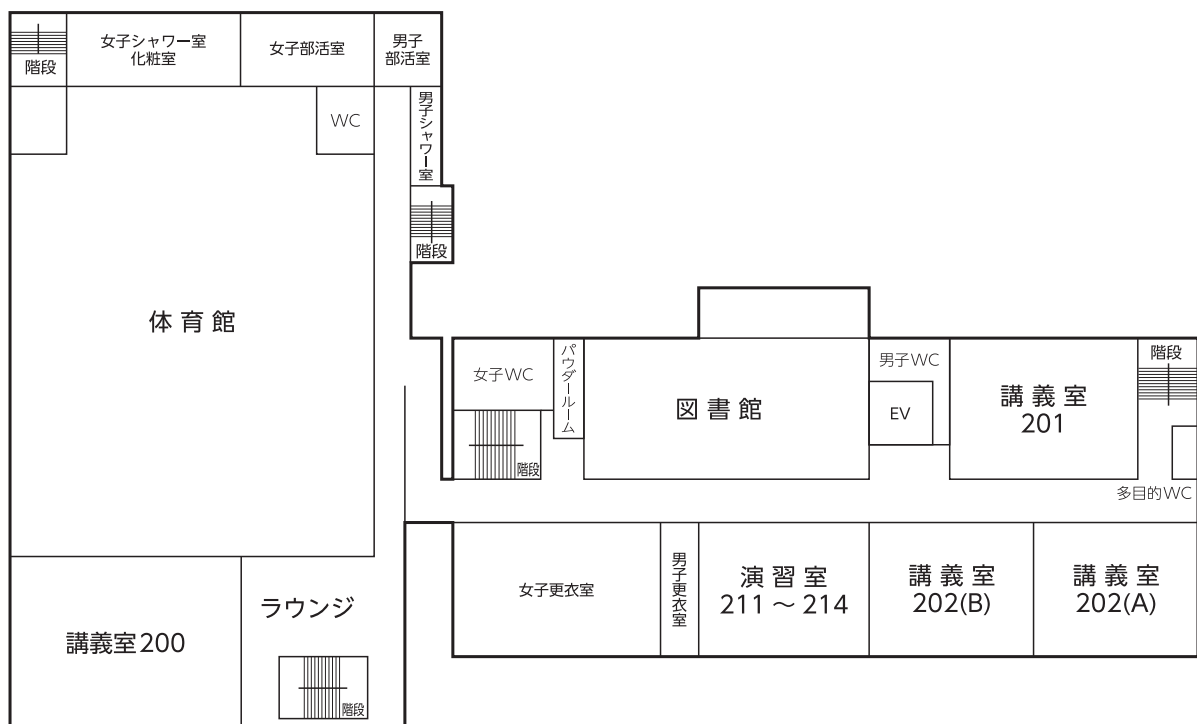 階段
女子シャワー室
化粧室
女子部活室
男子
部活室
WC
男子シャワー室
階段
体育館
女子WC
パウダールーム
階段
図書館
男子WC
EV
講義室
201
階段
多目的WC
女子更衣室
男子更衣室
演習室
211～214
講義室
202(B)
講義室
202(A)
ラウンジ
講義室200
階段